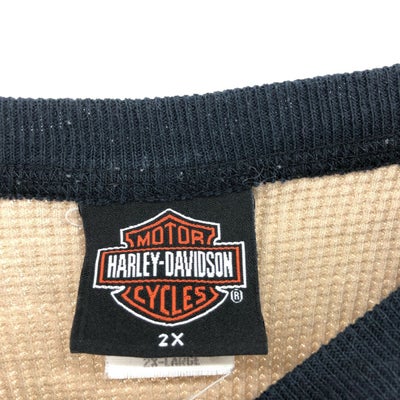 MOTOR
HARLEY-DAVIDSON
CYCLES ®
2X
2X-LARGE